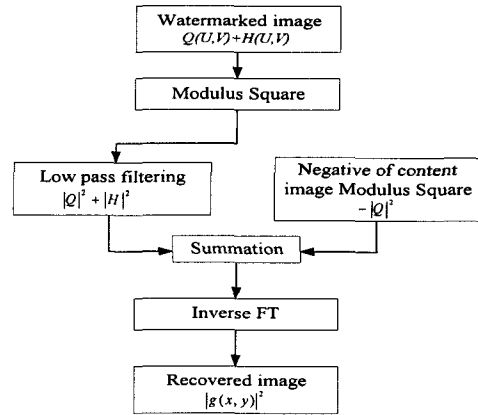 Watermarked image
Q(U,V)+H(U,V)
Modulus Square
Low pass filtering
|Q|² + |H|²
Negative of content
image Modulus Square
−|Q|²
Summation
Inverse FT
Recovered image
|g(x, y)|²